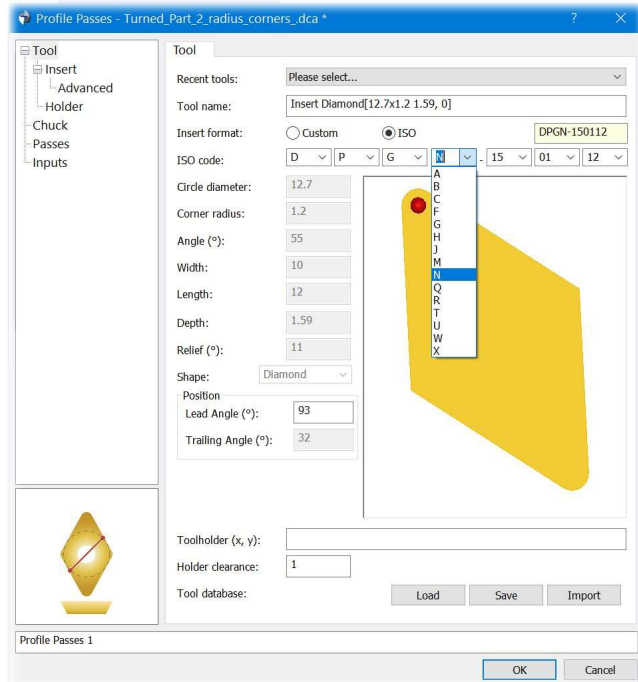 Profile Passes - Turned_Part_2_radius_corners_.dca *
?
X
Tool
Insert
Advanced
Holder
Chuck
Passes
Inputs
Tool
Recent tools: Please select...
Tool name: Insert Diamond[12.7x1.2 1.59, 0]
Insert format: Custom ISO DPGN-150112
ISO code: D P G N - 15 01 12
A
B
C
F
G
H
J
M
N
Q
R
T
U
W
X
Circle diameter: 12.7
Corner radius: 1.2
Angle (º): 55
Width: 10
Length: 12
Depth: 1.59
Relief (º): 11
Shape: Diamond
Position
Lead Angle (º): 93
Trailing Angle (º): 32
Toolholder (x, y):
Holder clearance: 1
Tool database: Load Save Import
Profile Passes 1
OK Cancel